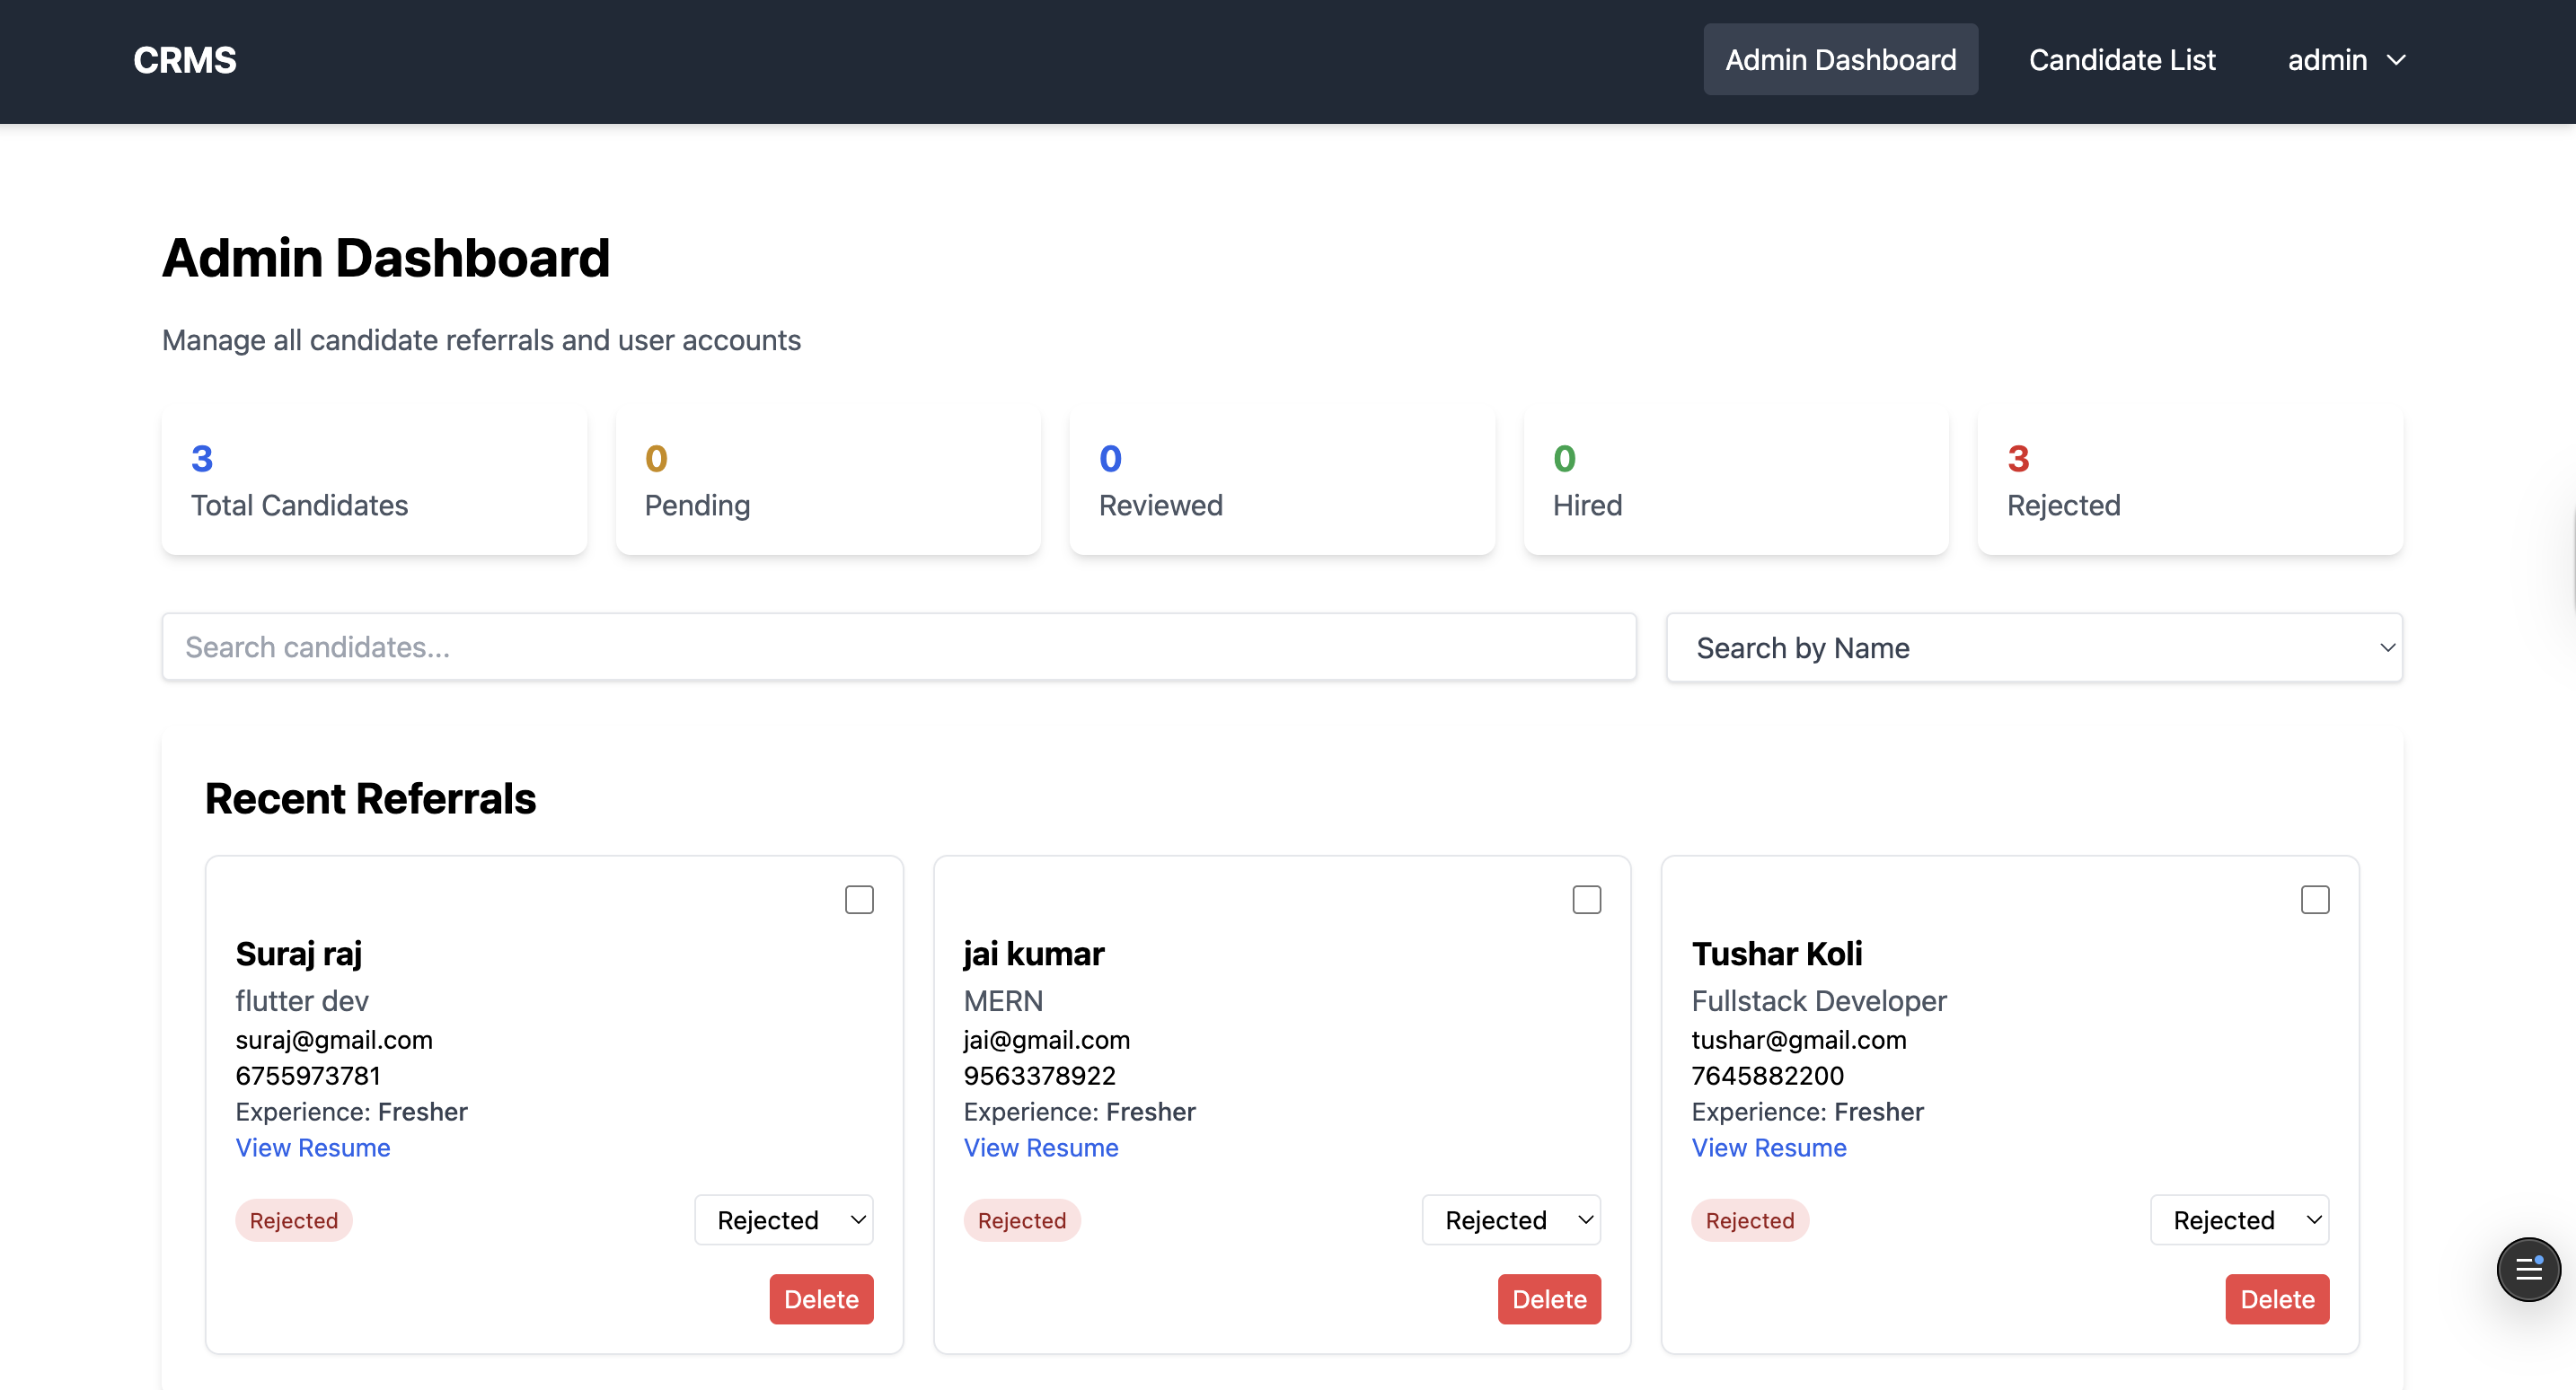 CRMS
Admin Dashboard
Candidate List
admin
Admin Dashboard
Manage all candidate referrals and user accounts
3
Total Candidates
0
Pending
0
Reviewed
0
Hired
3
Rejected
Search candidates...
Search by Name
Recent Referrals
Suraj raj
flutter dev
suraj@gmail.com
6755973781
Experience: Fresher
View Resume
Rejected
Rejected
Delete
jai kumar
MERN
jai@gmail.com
9563378922
Experience: Fresher
View Resume
Rejected
Rejected
Delete
Tushar Koli
Fullstack Developer
tushar@gmail.com
7645882200
Experience: Fresher
View Resume
Rejected
Rejected
Delete